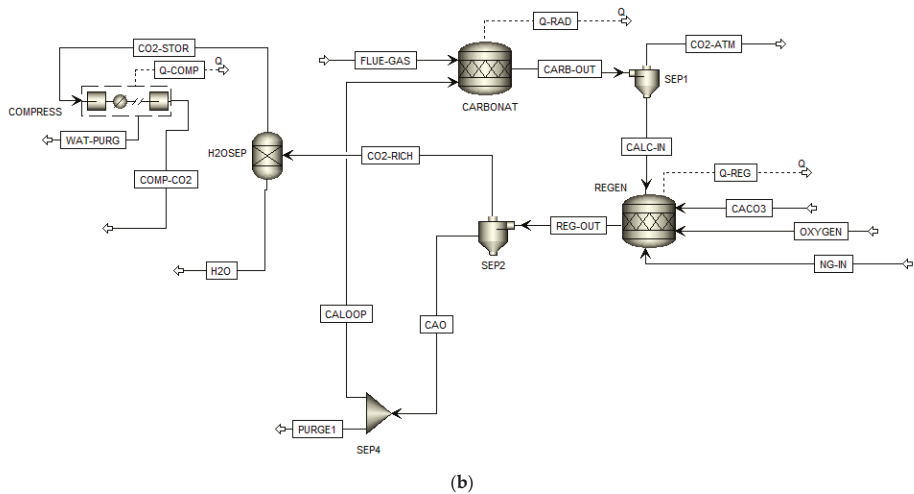 Q-RAD
Q
CO2-STOR
Q-COMP
Q
FLUE-GAS
CARB-OUT
CO2-ATM
SEP1
CARBONAT
COMPRESS
WAT-PURG
H2OSEP
CO2-RICH
CALC-IN
COMP-CO2
Q-REG
Q
REGEN
CACO3
REG-OUT
OXYGEN
SEP2
NG-IN
H2O
CALOOP
CAO
PURGE1
SEP4
(b)